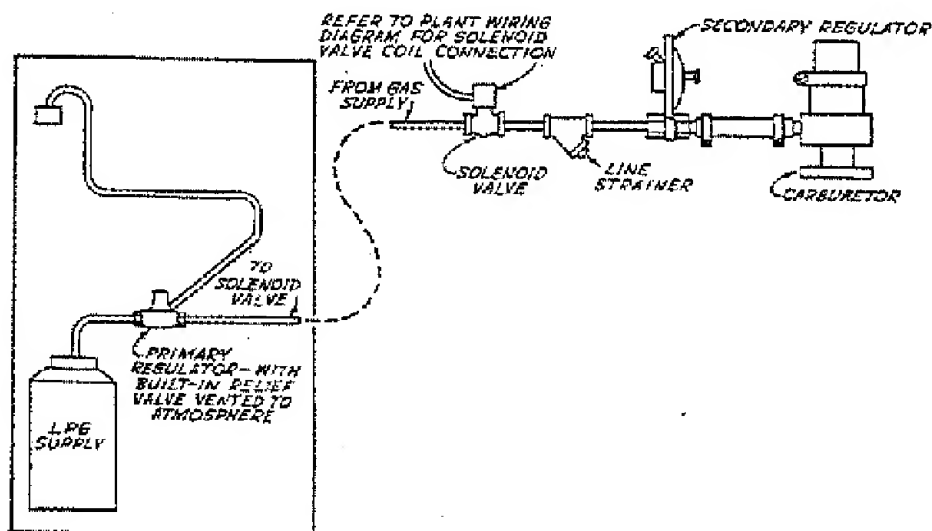 REFER TO PLANT WIRING
DIAGRAM FOR SOLENOID
VALVE COIL CONNECTION
SECONDARY REGULATOR
FROM GAS
SUPPLY
SOLENOID
VALVE
LINE
STRAINER
CARBURETOR
TO
SOLENOID
VALVE
PRIMARY
REGULATOR-WITH
BUILT-IN RELIEF
VALVE VENTED TO
ATMOSPHERE
LPG
SUPPLY